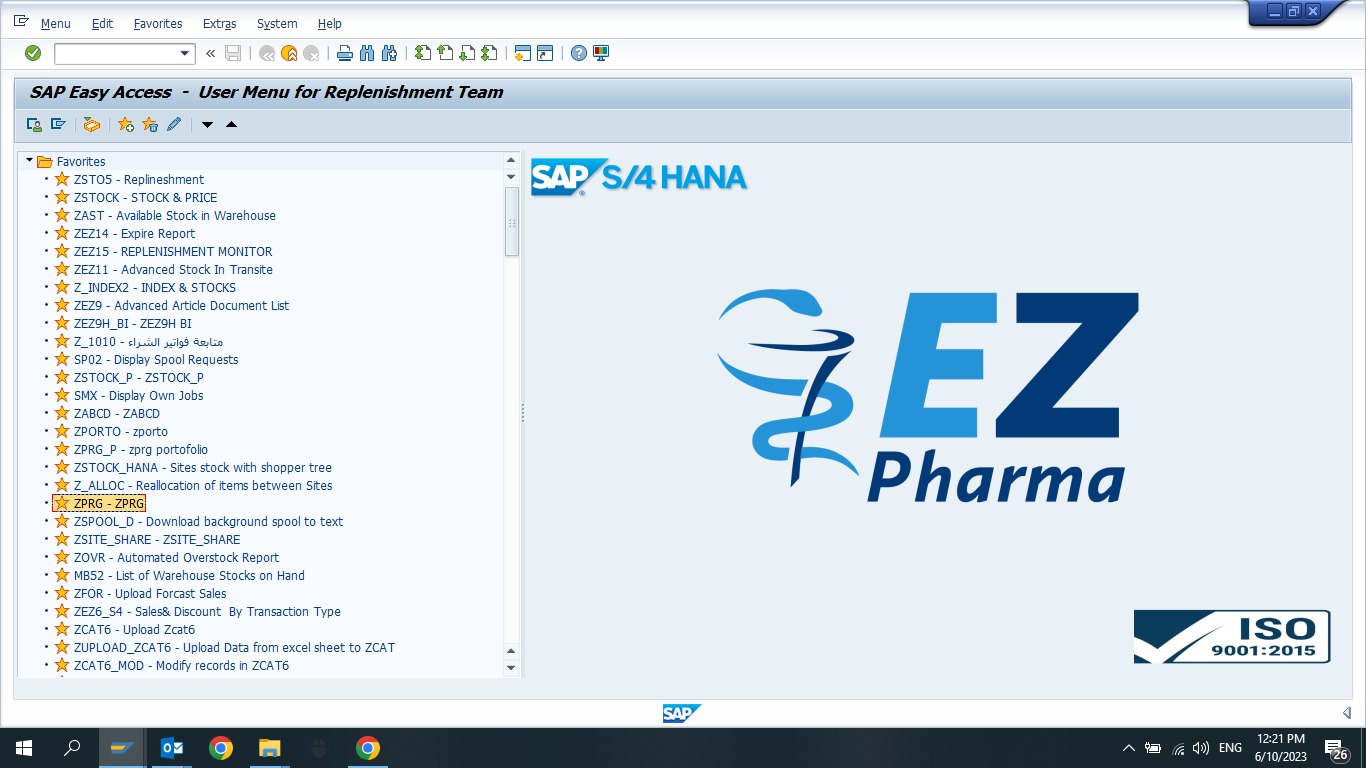 Menu Edit Favorites Extras System Help
SAP Easy Access - User Menu for Replenishment Team
Favorites
ZSTO5 - Replineshment
ZSTOCK - STOCK & PRICE
ZAST - Available Stock in Warehouse
ZEZ14 - Expire Report
ZEZ15 - REPLENISHMENT MONITOR
ZEZ11 - Advanced Stock In Transite
Z_INDEX2 - INDEX & STOCKS
ZEZ9 - Advanced Article Document List
ZEZ9H_BI - ZEZ9H BI
Z_1010 - متابعة فواتير الشراء
SP02 - Display Spool Requests
ZSTOCK_P - ZSTOCK_P
SMX - Display Own Jobs
ZABCD - ZABCD
ZPORTO - zporto
ZPRG_P - zprg portofolio
ZSTOCK_HANA - Sites stock with shopper tree
Z_ALLOC - Reallocation of items between Sites
ZPRG - ZPRG
ZSPOOL_D - Download background spool to text
ZSITE_SHARE - ZSITE_SHARE
ZOVR - Automated Overstock Report
MB52 - List of Warehouse Stocks on Hand
ZFOR - Upload Forcast Sales
ZEZ6_S4 - Sales& Discount  By Transaction Type
ZCAT6 - Upload Zcat6
ZUPLOAD_ZCAT6 - Upload Data from excel sheet to ZCAT
ZCAT6_MOD - Modify records in ZCAT6
SAP® S/4 HANA
EZ
Pharma
ISO
9001:2015
SAP
ENG
12:21 PM
6/10/2023
26